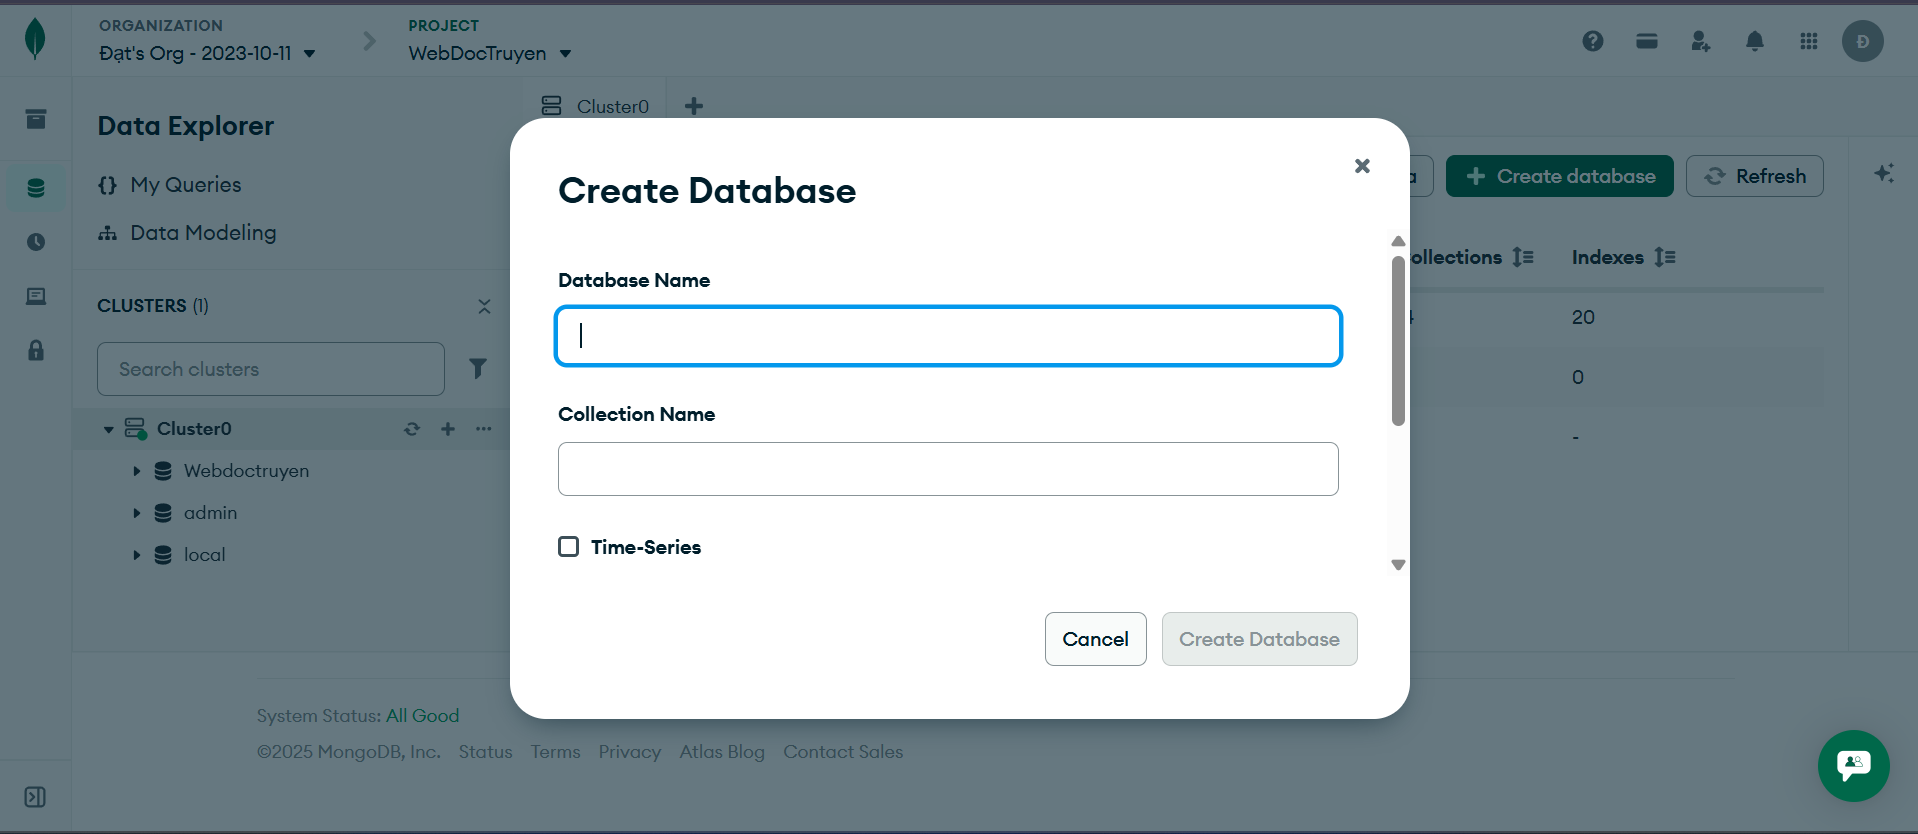 ORGANIZATION
Đạt's Org - 2023-10-11
PROJECT
WebDocTruyen
Đ
Data Explorer
My Queries
Data Modeling
CLUSTERS (1)
Search clusters
Cluster0
Webdoctruyen
admin
local
Cluster0
Create database
Refresh
Indexes
20
0
-
Create Database
Database Name
Collection Name
Time-Series
Cancel
Create Database
System Status: All Good
©2025 MongoDB, Inc. Status Terms Privacy Atlas Blog Contact Sales